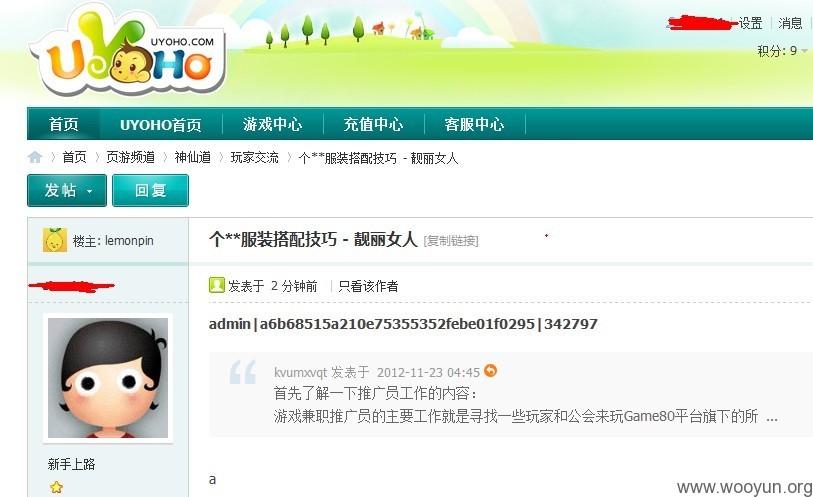 UYOHO.COM
UYOHO
设置 消息
积分: 9
首页 UYOHO首页 游戏中心 充值中心 客服中心
首页 页游频道 神仙道 玩家交流 个**服装搭配技巧 - 靓丽女人
发帖 回复
楼主: lemonpin
个**服装搭配技巧 - 靓丽女人 [复制链接]
发表于 2 分钟前 只看该作者
admin|a6b68515a210e75355352febe01f0295|342797
kvumxvqt 发表于 2012-11-23 04:45
首先了解一下推广员工作的内容：
游戏兼职推广员的主要工作就是寻找一些玩家和公会来玩Game80平台旗下的所 ...
新手上路
a
www.wooyun.org